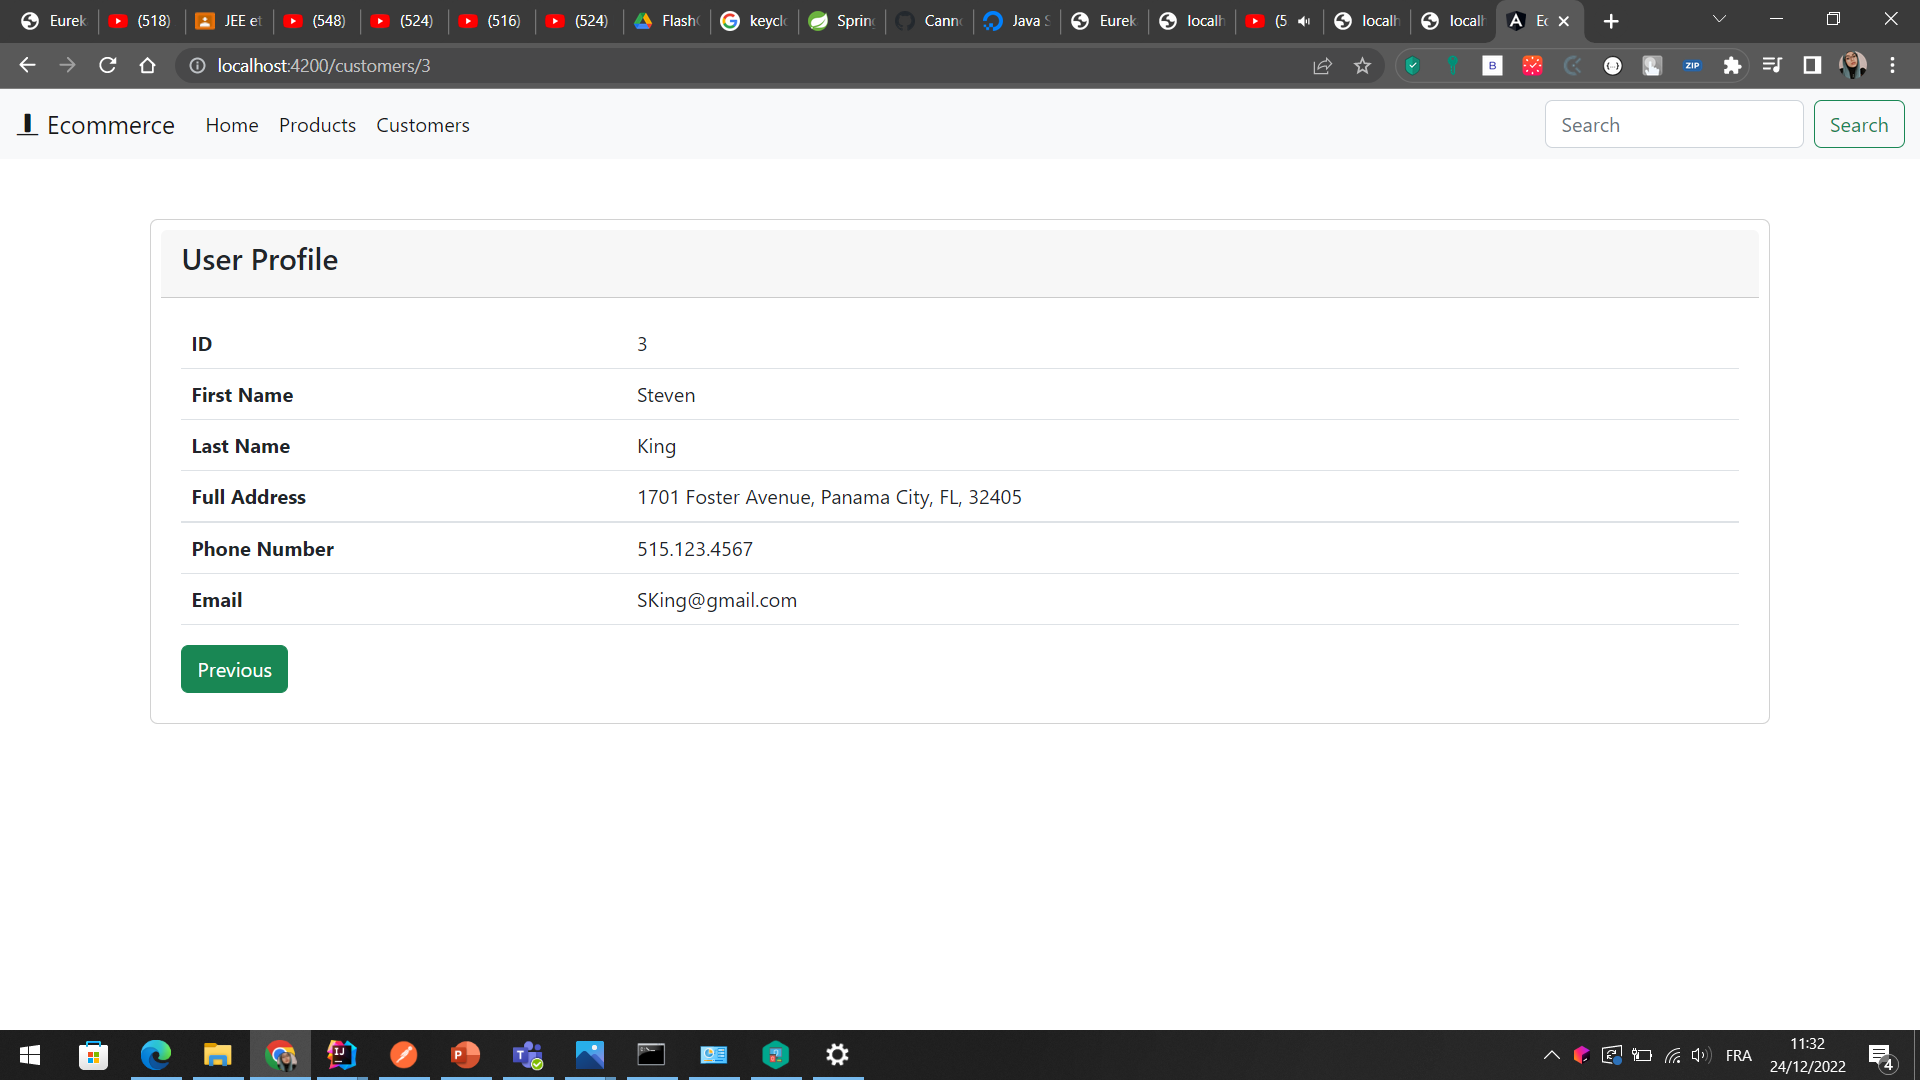 Eurek (518) JEE et (548) (524) (516) (524) Flash keyclo Spring Canno Java S Eurek localh (5 localh localh Ec
localhost:4200/customers/3
Ecommerce Home Products Customers Search Search
User Profile
ID 3
First Name Steven
Last Name King
Full Address 1701 Foster Avenue, Panama City, FL, 32405
Phone Number 515.123.4567
Email SKing@gmail.com
Previous
FRA 11:32
24/12/2022 4